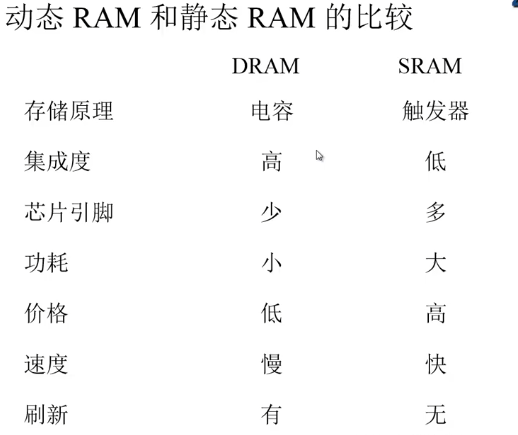 动态 RAM 和静态 RAM 的比较
DRAM SRAM
存储原理 电容 触发器
集成度 高 低
芯片引脚 少 多
功耗 小 大
价格 低 高
速度 慢 快
刷新 有 无